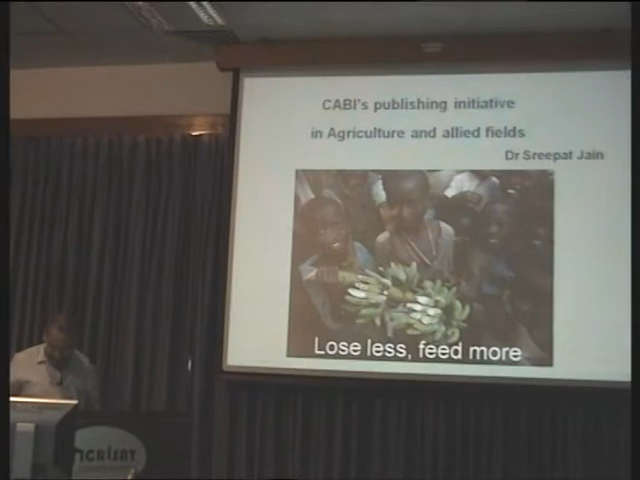 CABI's publishing initiative
in Agriculture and allied fields
Dr Sreepat Jain
Lose less, feed more
ICRISAT